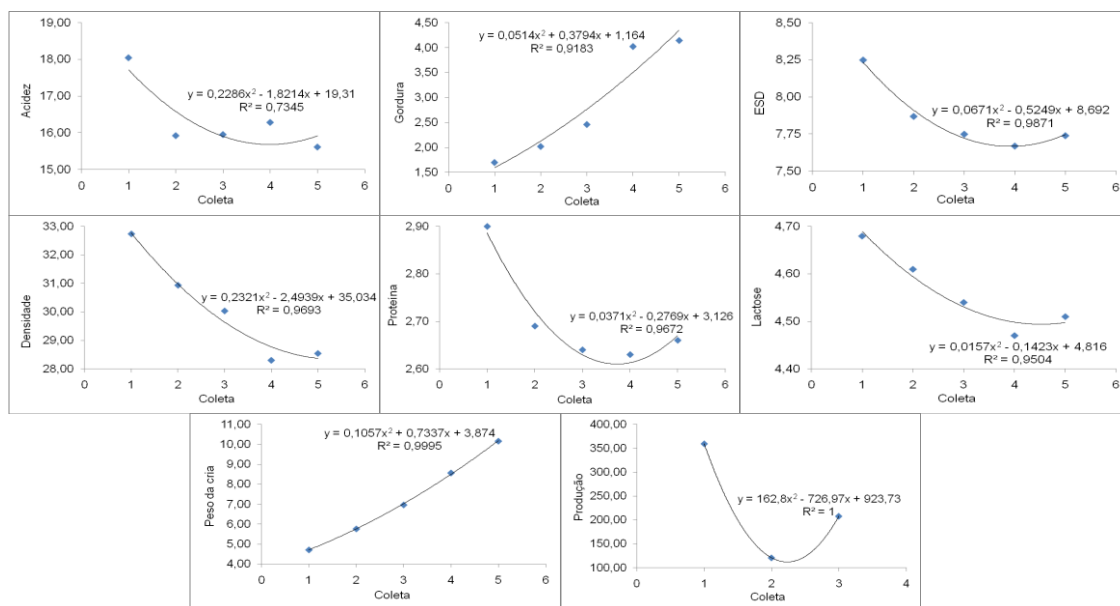 Acidez
19,00
18,00
17,00
16,00
15,00
y = 0,2286x² - 1,8214x + 19,31
R² = 0,7345
0 1 2 3 4 5 6
Coleta
Gordura
4,50
4,00
3,50
3,00
2,50
2,00
1,50
y = 0,0514x² + 0,3794x + 1,164
R² = 0,9183
0 1 2 3 4 5 6
Coleta
ESD
8,50
8,25
8,00
7,75
7,50
y = 0,0671x² - 0,5249x + 8,692
R² = 0,9871
0 1 2 3 4 5 6
Coleta
Densidade
33,00
32,00
31,00
30,00
29,00
28,00
y = 0,2321x² - 2,4939x + 35,034
R² = 0,9693
0 1 2 3 4 5 6
Coleta
Proteína
2,90
2,80
2,70
2,60
y = 0,0371x² - 0,2769x + 3,126
R² = 0,9672
0 1 2 3 4 5 6
Coleta
Lactose
4,70
4,60
4,50
4,40
y = 0,0157x² - 0,1423x + 4,816
R² = 0,9504
0 1 2 3 4 5 6
Coleta
Peso da cria
11,00
10,00
9,00
8,00
7,00
6,00
5,00
4,00
y = 0,1057x² + 0,7337x + 3,874
R² = 0,9995
0 1 2 3 4 5 6
Coleta
Produção
400,00
350,00
300,00
250,00
200,00
150,00
100,00
y = 162,8x² - 726,97x + 923,73
R² = 1
0 1 2 3 4
Coleta